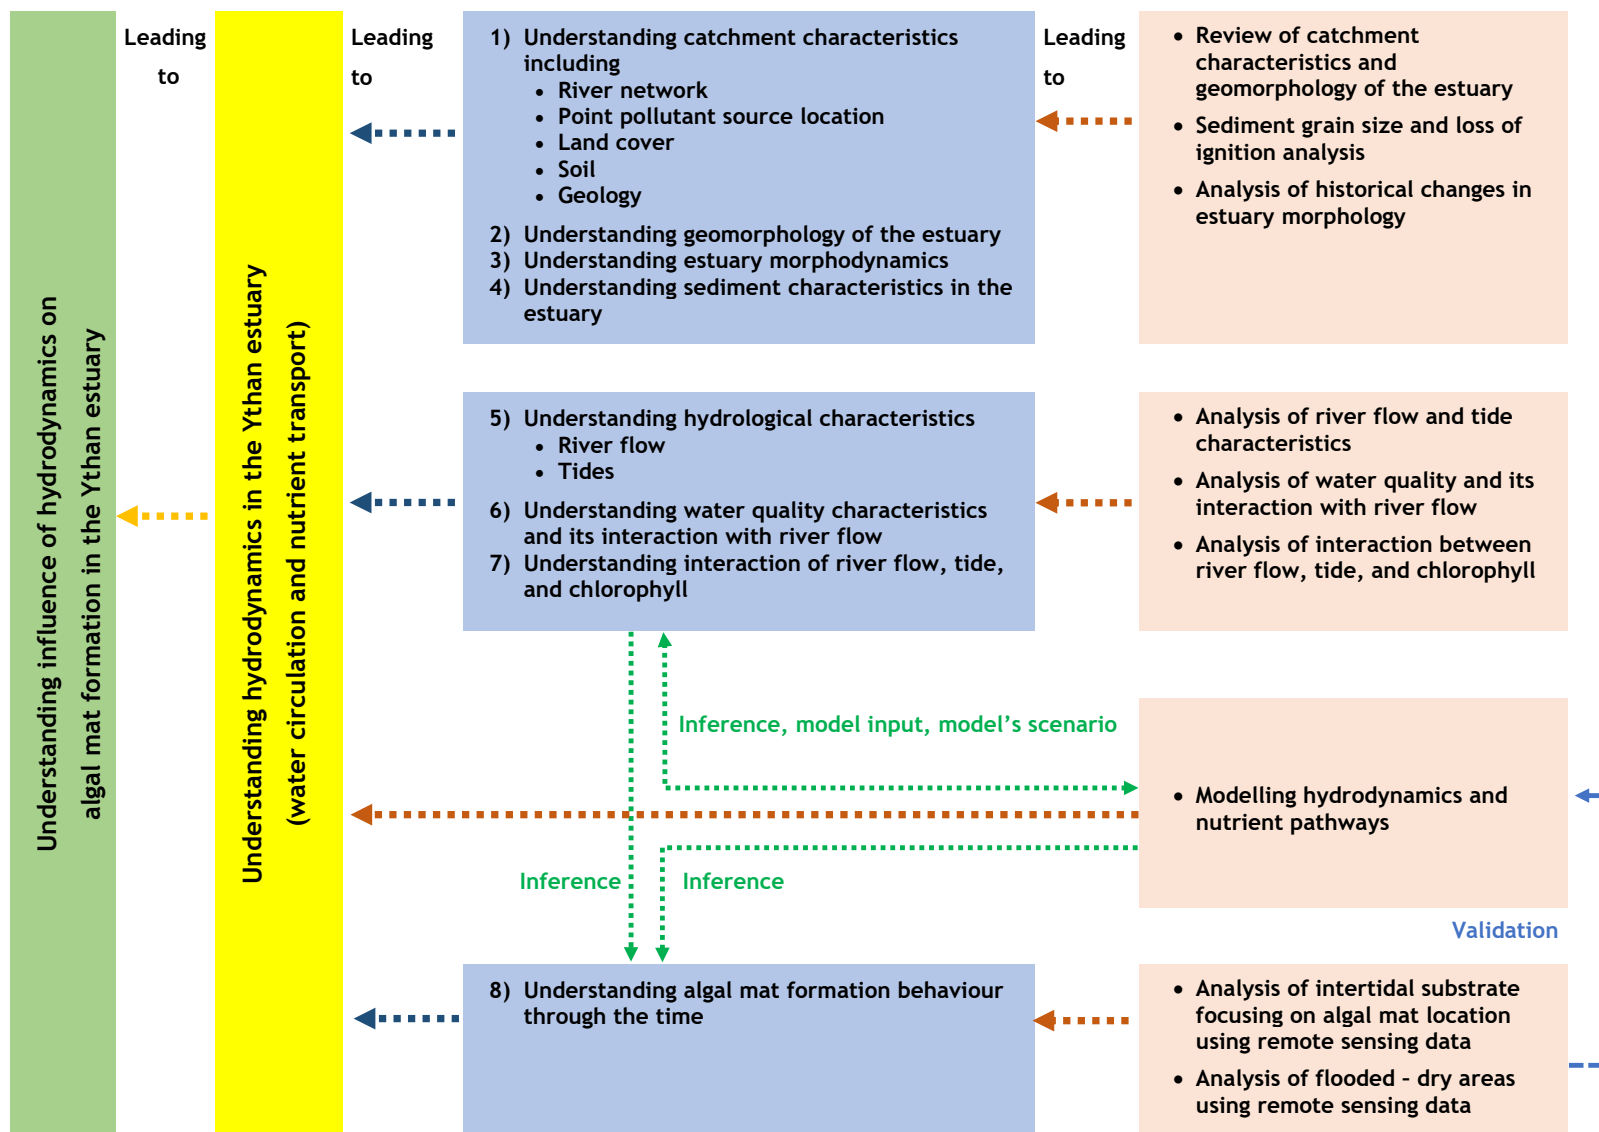 Understanding influence of hydrodynamics on
algal mat formation in the Ythan estuary
Leading
to
Understanding hydrodynamics in the Ythan estuary
(water circulation and nutrient transport)
Leading
to
1) Understanding catchment characteristics
including
• River network
• Point pollutant source location
• Land cover
• Soil
• Geology
2) Understanding geomorphology of the estuary
3) Understanding estuary morphodynamics
4) Understanding sediment characteristics in the
estuary
Leading
to
• Review of catchment
characteristics and
geomorphology of the estuary
• Sediment grain size and loss of
ignition analysis
• Analysis of historical changes in
estuary morphology
5) Understanding hydrological characteristics
• River flow
• Tides
6) Understanding water quality characteristics
and its interaction with river flow
7) Understanding interaction of river flow, tide,
and chlorophyll
• Analysis of river flow and tide
characteristics
• Analysis of water quality and its
interaction with river flow
• Analysis of interaction between
river flow, tide, and chlorophyll
Inference, model input, model’s scenario
• Modelling hydrodynamics and
nutrient pathways
Inference
Inference
Validation
8) Understanding algal mat formation behaviour
through the time
• Analysis of intertidal substrate
focusing on algal mat location
using remote sensing data
• Analysis of flooded – dry areas
using remote sensing data